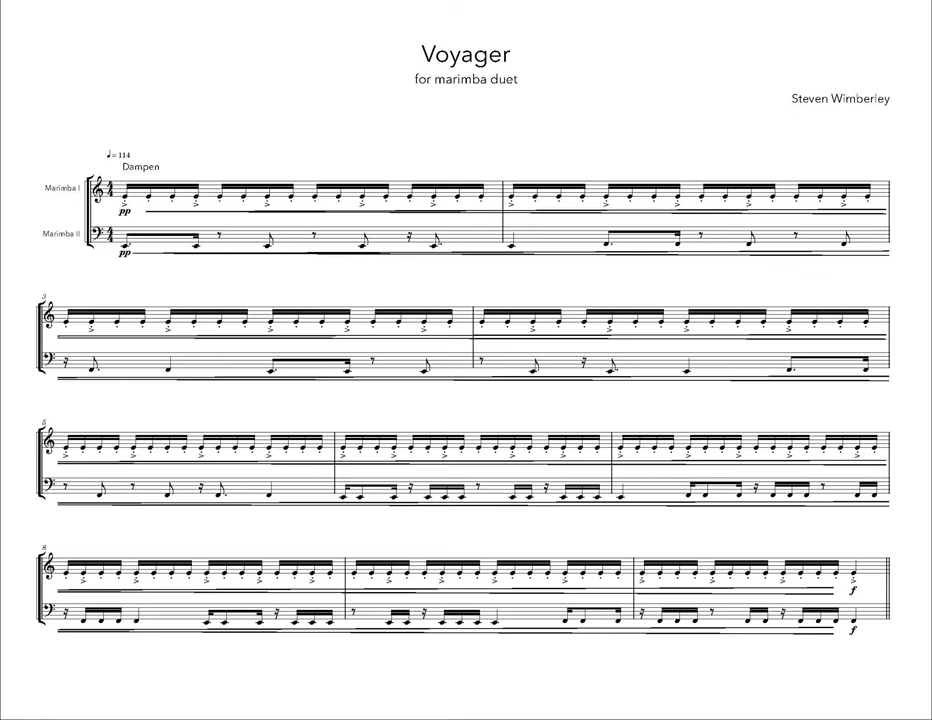 Voyager
for marimba duet
Steven Wimberley
♩= 114
Dampen
Marimba I
pp
Marimba II
pp
3
5
8
f
f